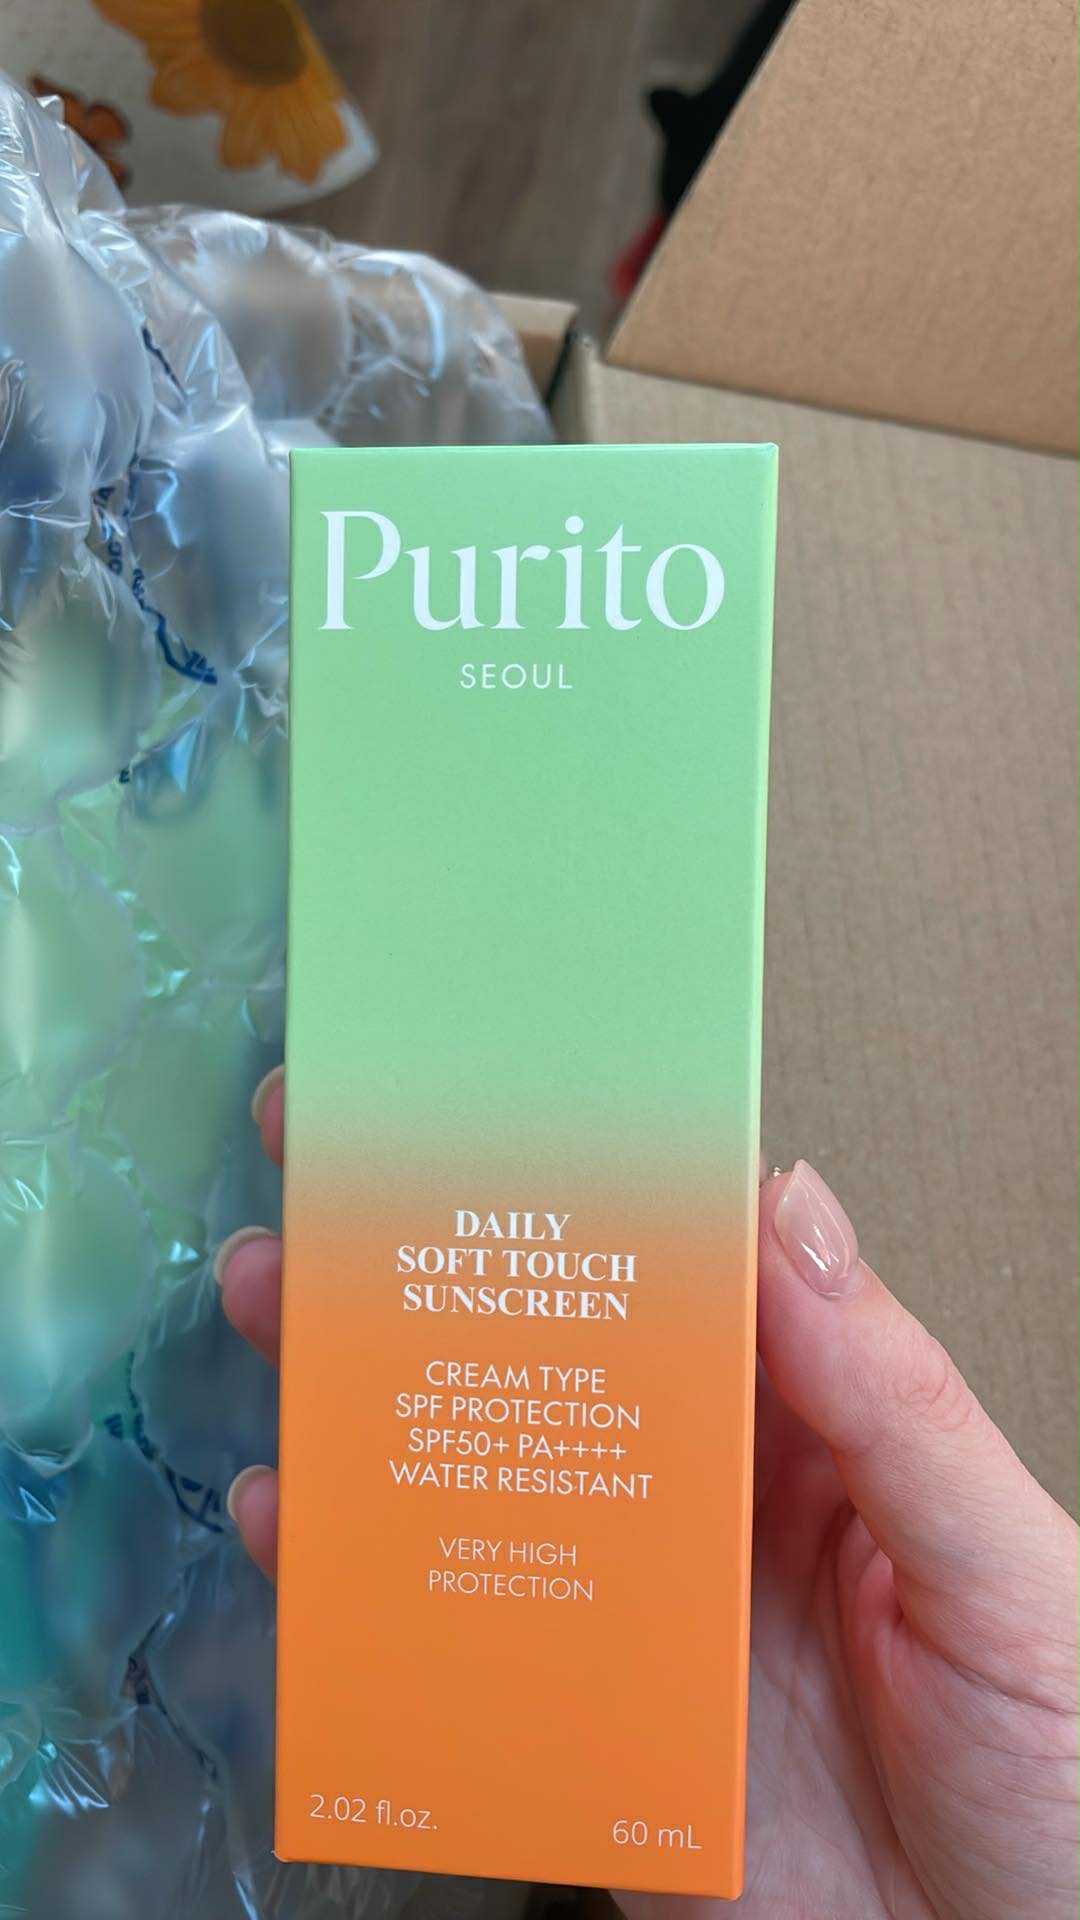 Purito
SEOUL
DAILY
SOFT TOUCH
SUNSCREEN
CREAM TYPE
SPF PROTECTION
SPF50+ PA++++
WATER RESISTANT
VERY HIGH
PROTECTION
2.02 fl.oz.
60 mL